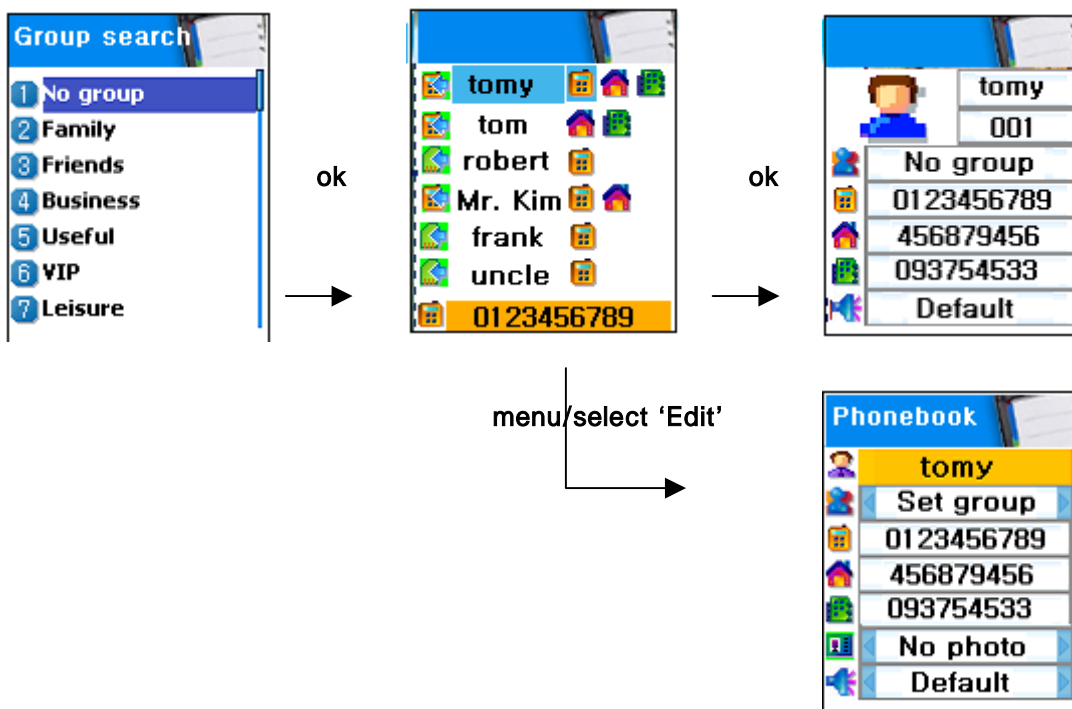 Group search
1 No group
2 Family
3 Friends
4 Business
5 Useful
6 VIP
7 Leisure
ok
tomy
tom
robert
Mr. Kim
frank
uncle
0123456789
ok
tomy
001
No group
0123456789
456879456
093754533
Default
menu/select ‘Edit’
Phonebook
tomy
Set group
0123456789
456879456
093754533
No photo
Default